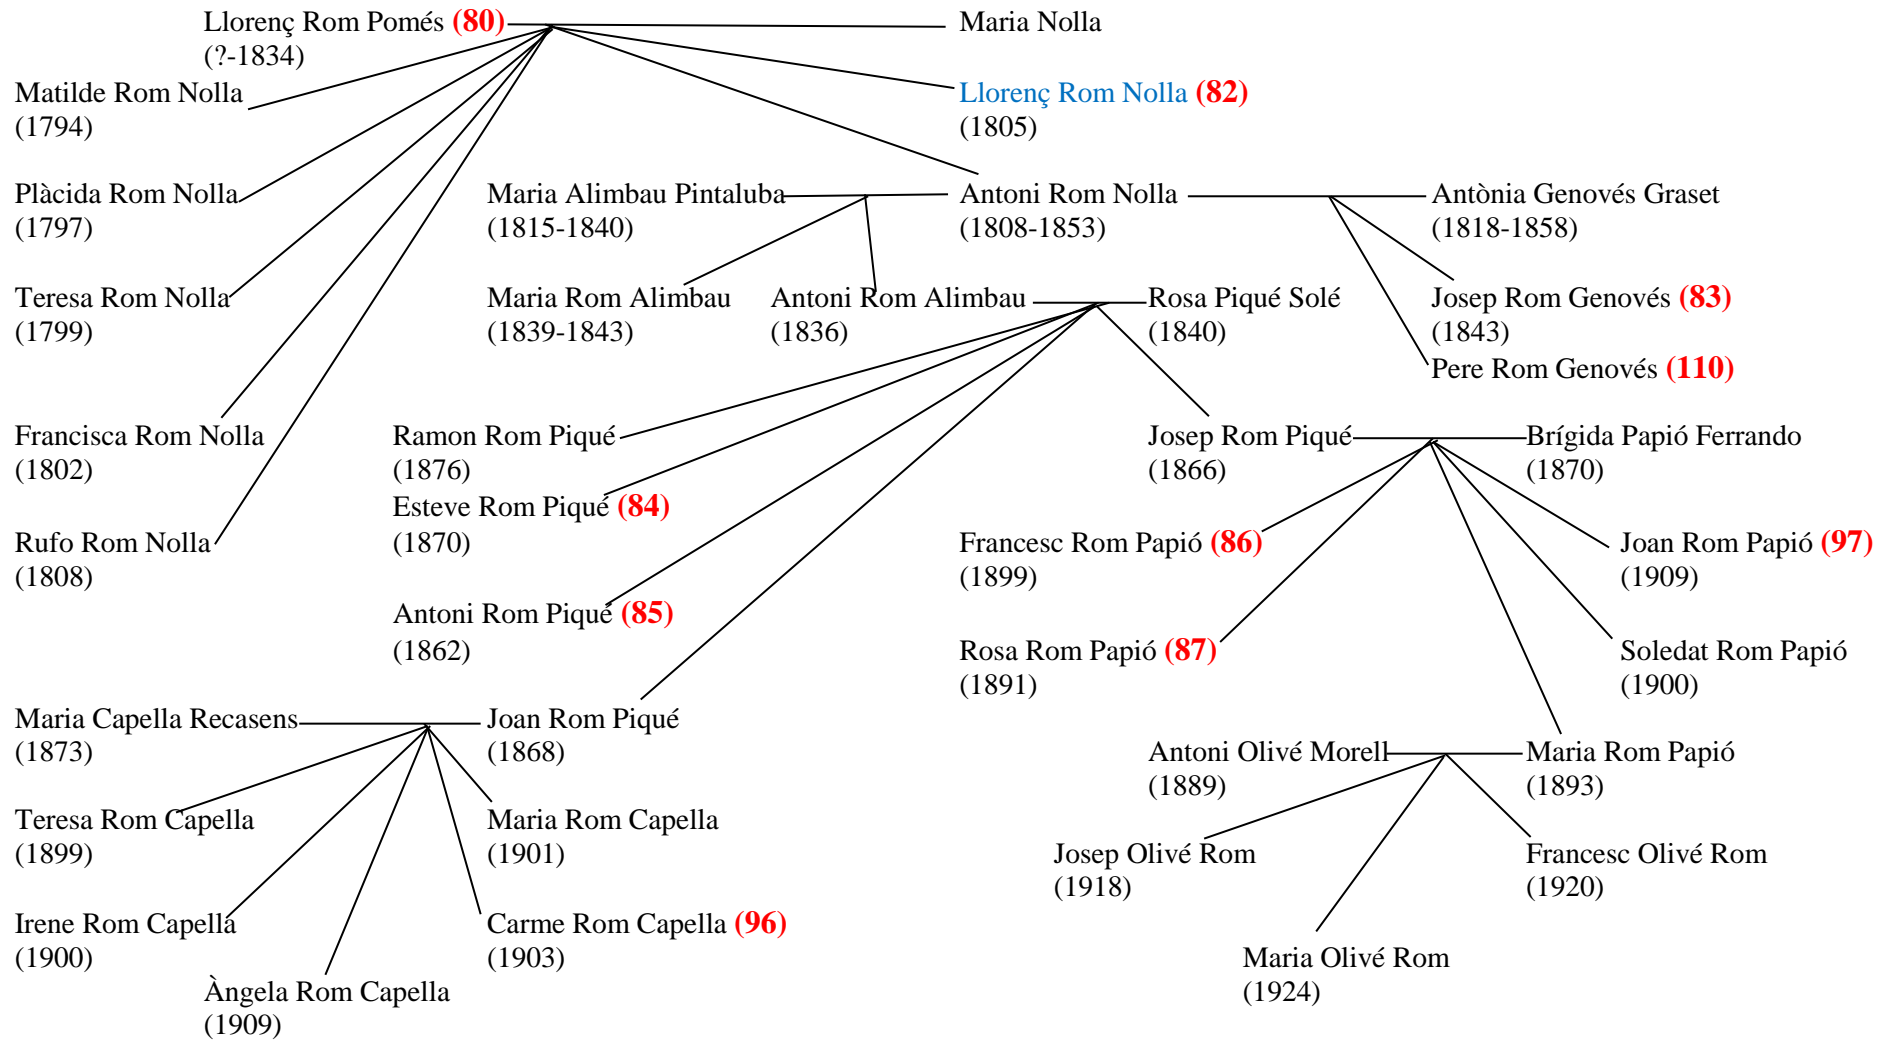 Llorenç Rom Pomés (80) Maria Nolla
(?-1834)
Matilde Rom Nolla Llorenç Rom Nolla (82)
(1794) (1805)
Plàcida Rom Nolla Maria Alimbau Pintaluba Antoni Rom Nolla Antònia Genovés Graset
(1797) (1815-1840) (1808-1853) (1818-1858)
Teresa Rom Nolla Maria Rom Alimbau Antoni Rom Alimbau Rosa Piqué Solé Josep Rom Genovés (83)
(1799) (1839-1843) (1836) (1840) (1843)
Pere Rom Genovés (110)
Francisca Rom Nolla Ramon Rom Piqué Josep Rom Piqué Brígida Papió Ferrando
(1802) (1876) (1866) (1870)
Esteve Rom Piqué (84)
Rufo Rom Nolla (1870) Francesc Rom Papió (86) Joan Rom Papió (97)
(1808) (1899) (1909)
Antoni Rom Piqué (85)
(1862) Rosa Rom Papió (87) Soledat Rom Papió
(1891) (1900)
Maria Capella Recasens Joan Rom Piqué
(1873) (1868) Antoni Olivé Morell Maria Rom Papió
(1889) (1893)
Teresa Rom Capella Maria Rom Capella
(1899) (1901) Josep Olivé Rom Francesc Olivé Rom
(1918) (1920)
Irene Rom Capella Carme Rom Capella (96)
(1900) (1903) Maria Olivé Rom
Àngela Rom Capella (1924)
(1909)